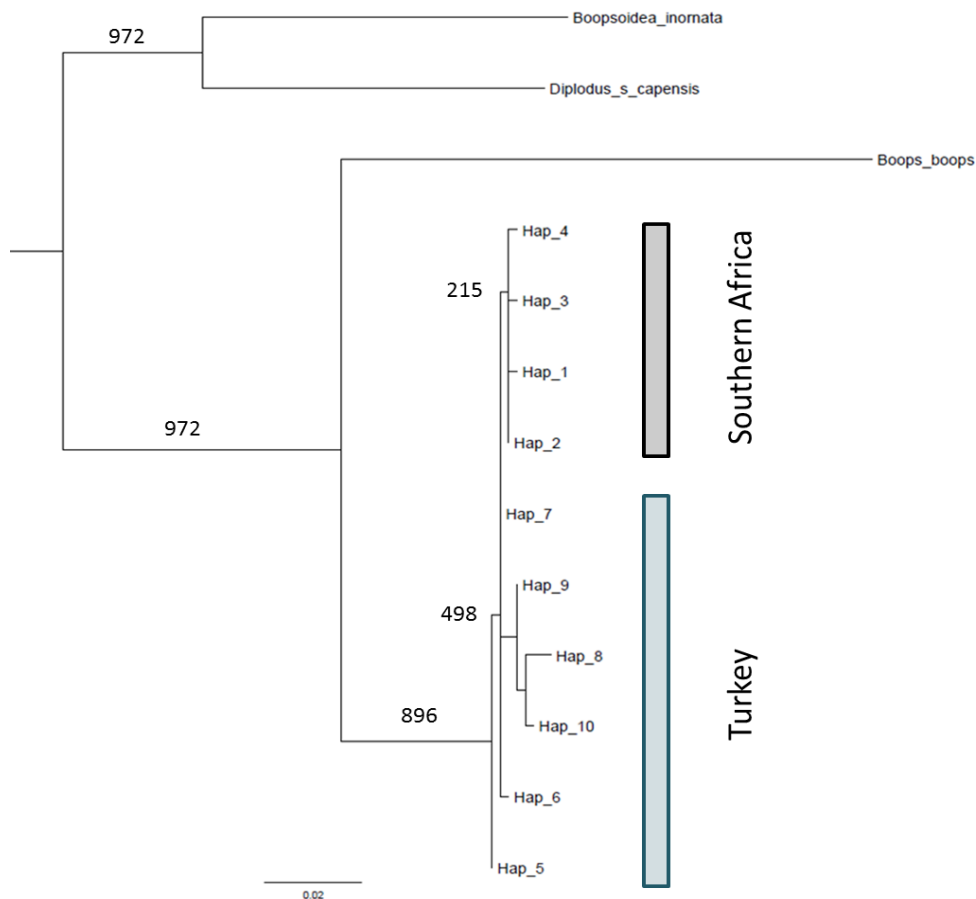 Boopsoidea_inornata
972
Diplodus_s_capensis
Boops_boops
Hap_4
215
Hap_3
Hap_1
Hap_2
Southern Africa
972
Hap_7
Hap_9
498
Hap_8
Hap_10
Turkey
896
Hap_6
Hap_5
0.02